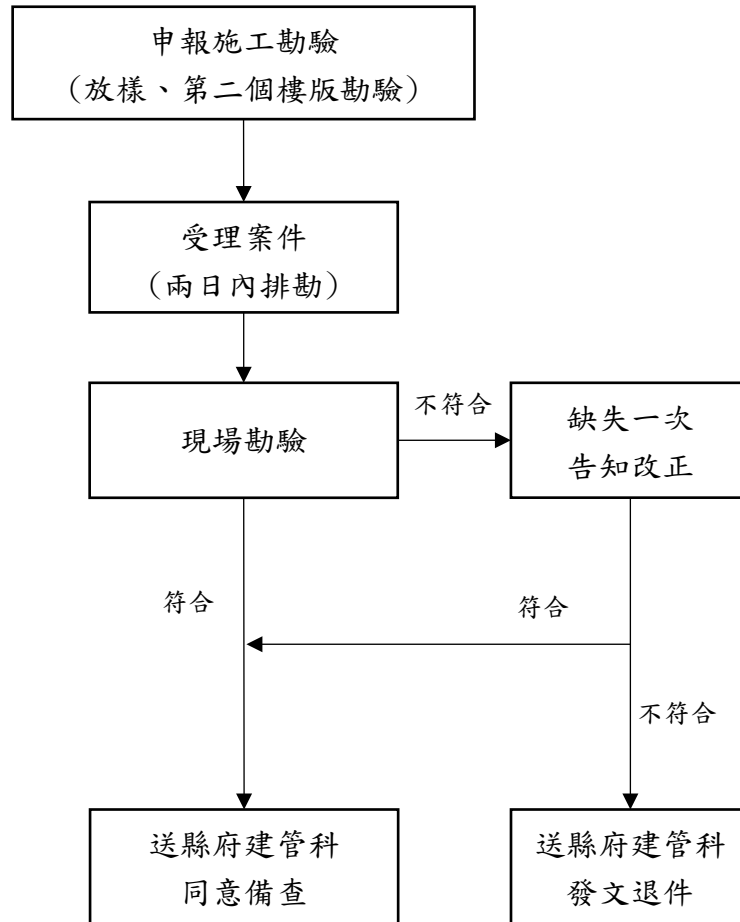 申報施工勘驗
(放樣、第二個樓版勘驗)
受理案件
(兩日內排勘)
現場勘驗
不符合
缺失一次
告知改正
符合
符合
不符合
送縣府建管科
同意備查
送縣府建管科
發文退件